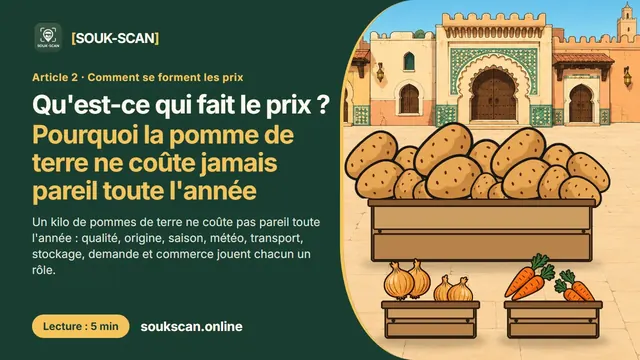 SOUK-SCAN
[SOUK-SCAN]
Article 2 · Comment se forment les prix
Qu'est-ce qui fait le prix ?
Pourquoi la pomme de
terre ne coûte jamais
pareil toute l'année
Un kilo de pommes de terre ne coûte pas pareil toute
l'année : qualité, origine, saison, météo, transport,
stockage, demande et commerce jouent chacun un
rôle.
Lecture : 5 min
soukscan.online